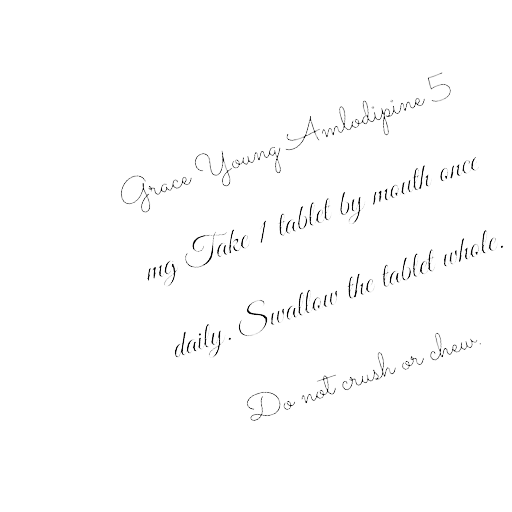 Grace Young Amlodipine 5
mg Take 1 tablet by mouth once
daily. Swallow the tablet whole.
Do not crush or chew.